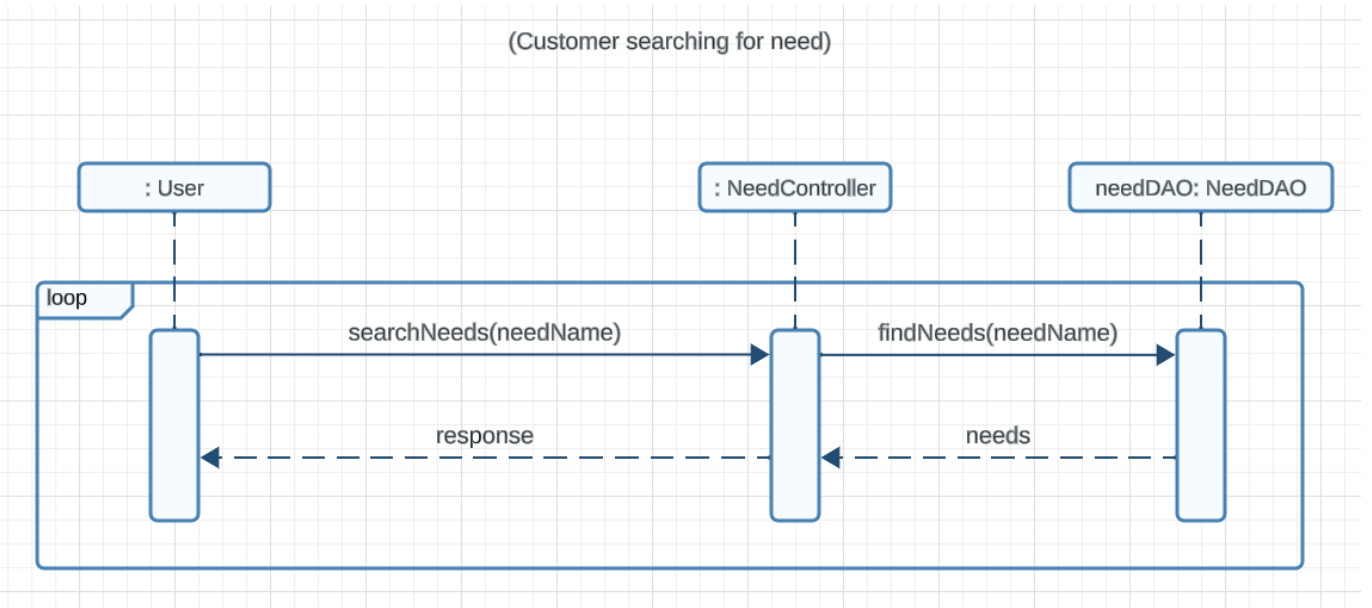 (Customer searching for need)
: User
: NeedController
needDAO: NeedDAO
loop
searchNeeds(needName)
findNeeds(needName)
response
needs